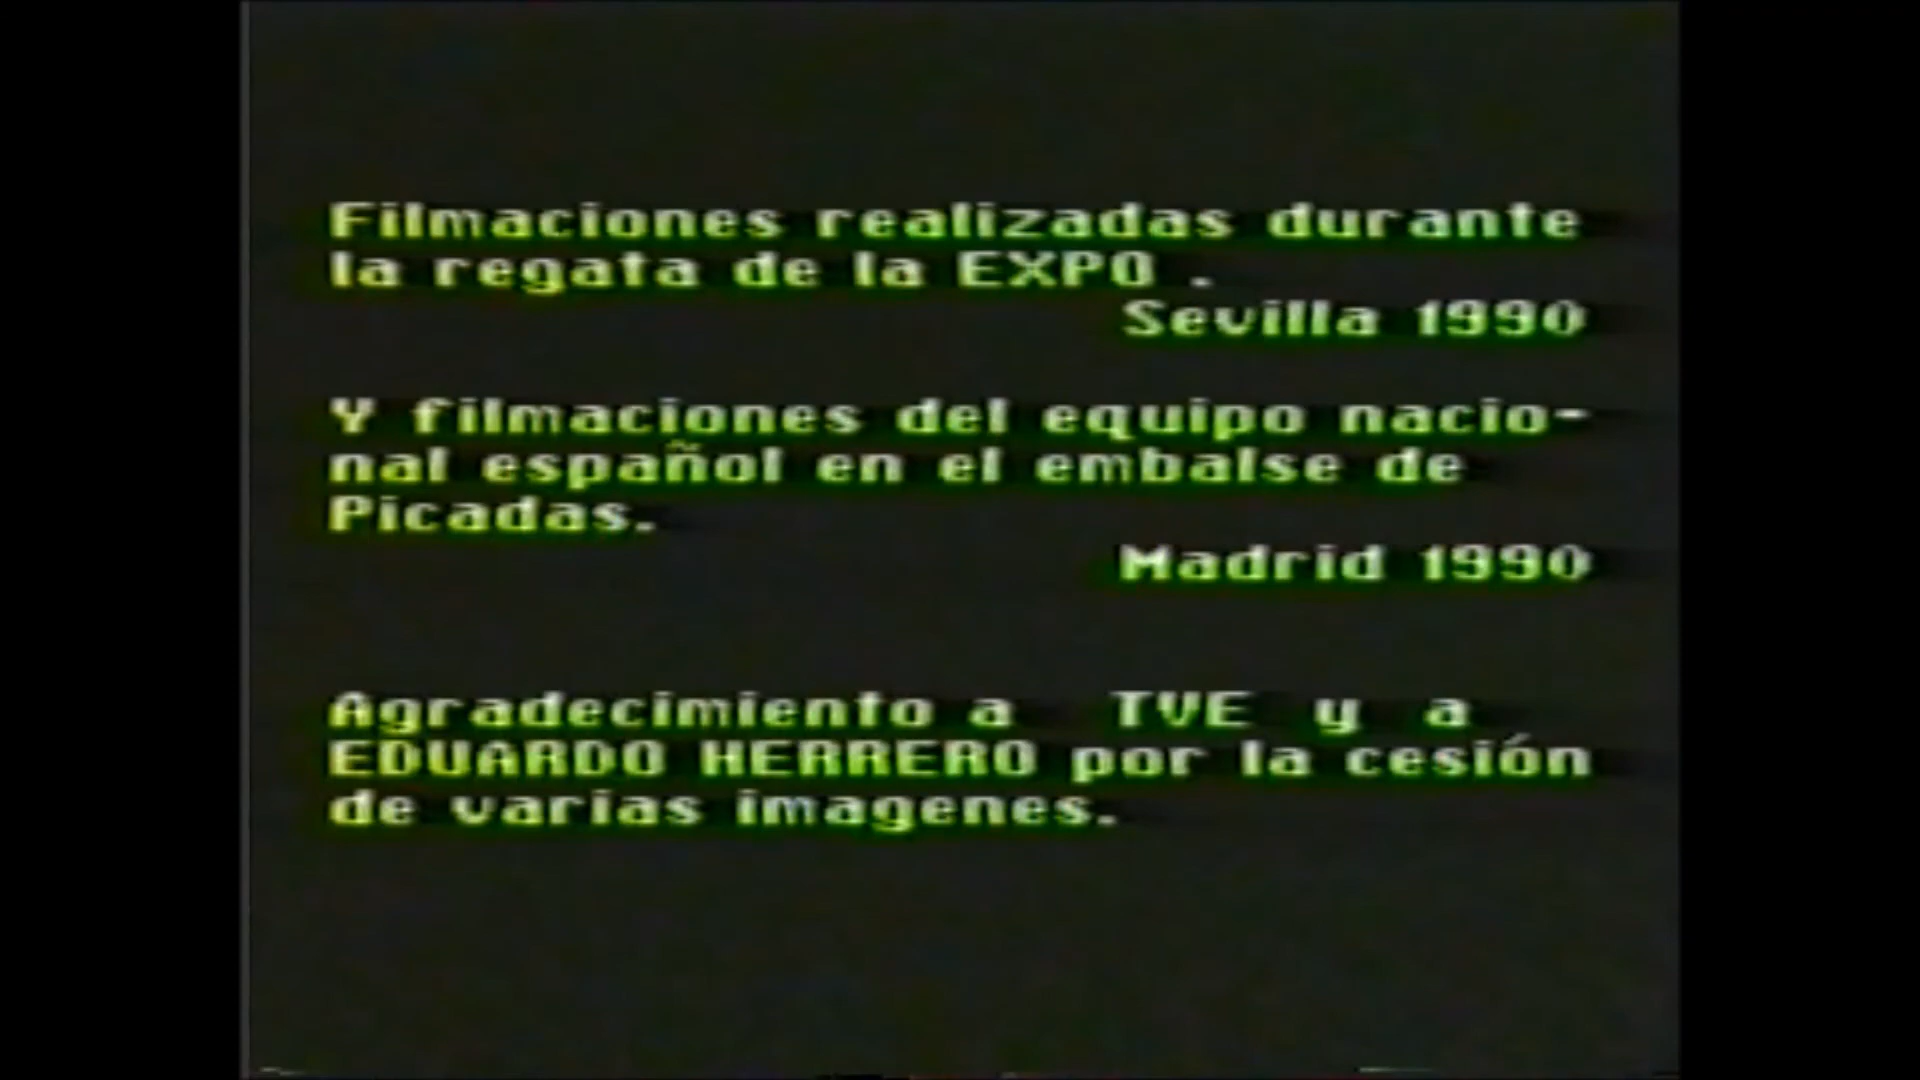 Filmaciones realizadas durante
la regata de la EXPO .
Sevilla 1990
Y filmaciones del equipo nacio-
nal español en el embalse de
Picadas.
Madrid 1990
Agradecimiento a TVE y a
EDUARDO HERRERO por la cesión
de varias imagenes.